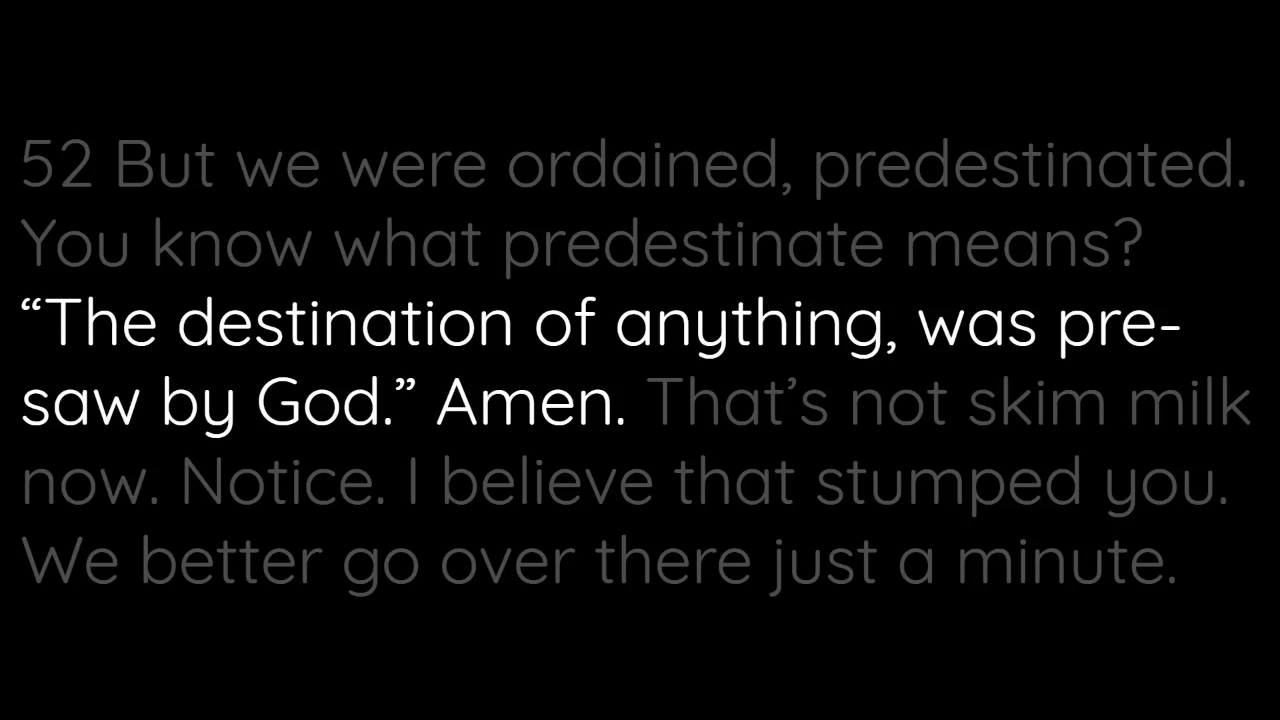 52 But we were ordained, predestinated.
You know what predestinate means?
“The destination of anything, was pre-
saw by God.” Amen. That’s not skim milk
now. Notice. I believe that stumped you.
We better go over there just a minute.